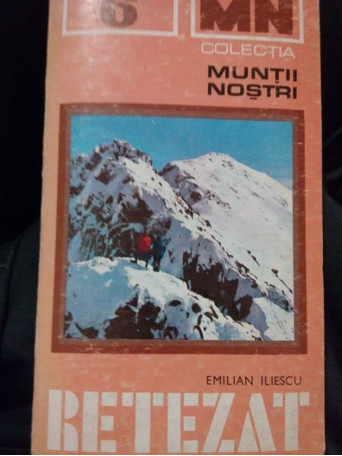 6
MN
COLECȚIA
MUNȚII
NOȘTRI
EMILIAN ILIESCU
RETEZAT